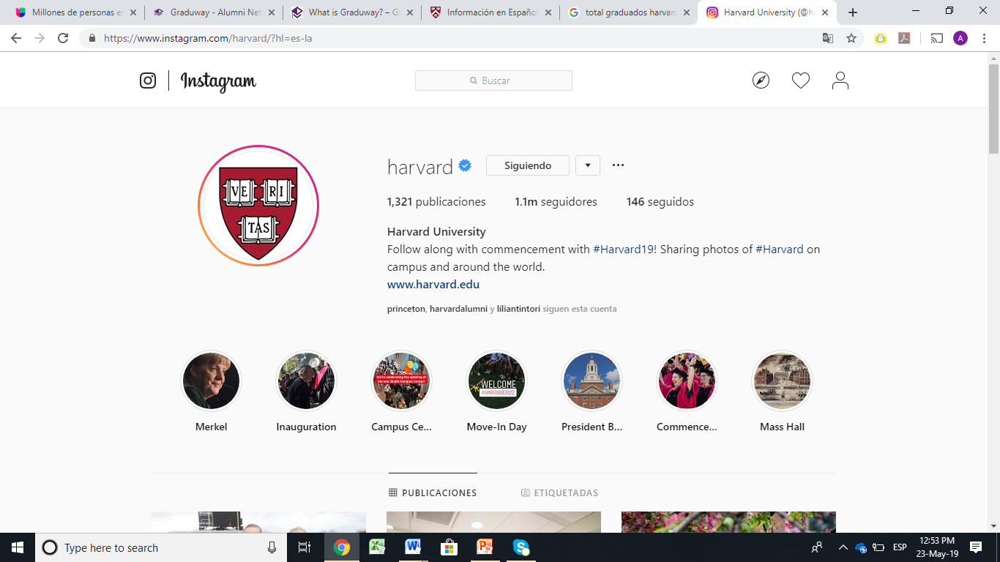 Millones de personas e
Graduway - Alumni Net
What is Graduway? – G
Información en Español
total graduados harvard
Harvard University (@h
https://www.instagram.com/harvard/?hl=es-la
A
Instagram
Buscar
VE RI
TAS
harvard
Siguiendo
1,321 publicaciones
1.1m seguidores
146 seguidos
Harvard University
Follow along with commencement with #Harvard19! Sharing photos of #Harvard on
campus and around the world.
www.harvard.edu
princeton, harvardalumni y liliantintori siguen esta cuenta
We're celebrating the opening of
the new Smith Campus Center!
WELCOME
#HARVARD2022
Merkel
Inauguration
Campus Ce...
Move-In Day
President B...
Commence...
Mass Hall
PUBLICACIONES
ETIQUETADAS
Type here to search
ESP
12:53 PM
23-May-19